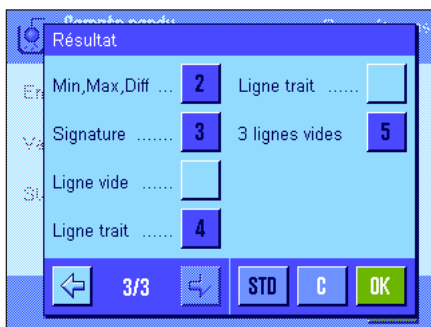 Résultat
Min,Max,Diff ... 2
Signature ....... 3
Ligne vide ......
Ligne trait ...... 4
Ligne trait ......
3 lignes vides 5
3/3
STD C OK